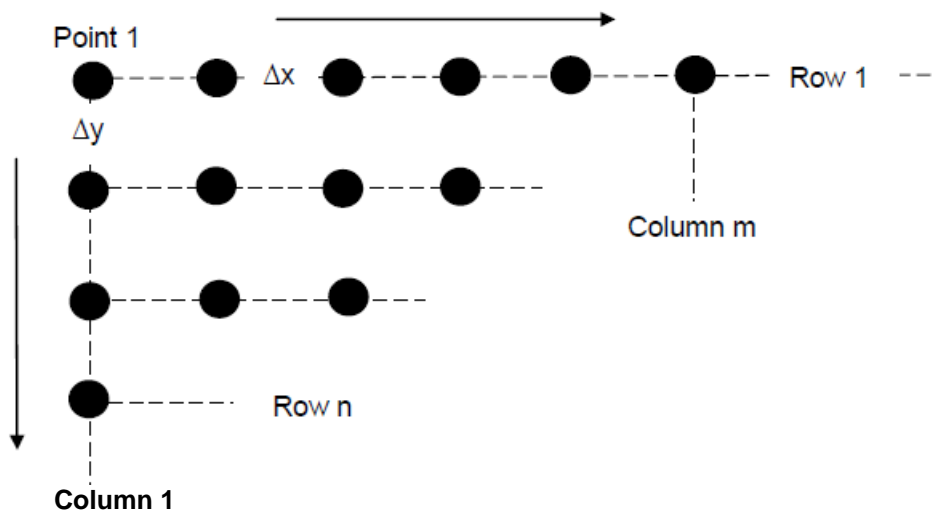 Point 1
Δx
Row 1
Δy
Column m
Row n
Column 1